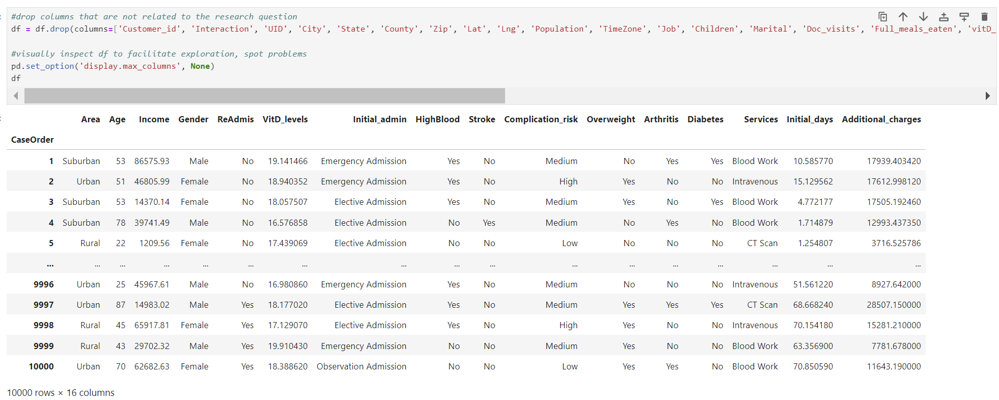 #drop columns that are not related to the research question
df = df.drop(columns=['Customer_id', 'Interaction', 'UID', 'City', 'State', 'County', 'Zip', 'Lat', 'Lng', 'Population', 'TimeZone', 'Job', 'Children', 'Marital', 'Doc_visits', 'Full_meals_eaten', 'vitD_
#visually inspect df to facilitate exploration, spot problems
pd.set_option('display.max_columns', None)
df
Area Age Income Gender ReAdmis VitD_levels Initial_admin HighBlood Stroke Complication_risk Overweight Arthritis Diabetes Services Initial_days Additional_charges
CaseOrder
1 Suburban 53 86575.93 Male No 19.141466 Emergency Admission Yes No Medium No Yes Yes Blood Work 10.585770 17939.403420
2 Urban 51 46805.99 Female No 18.940352 Emergency Admission Yes No High Yes No No Intravenous 15.129562 17612.998120
3 Suburban 53 14370.14 Female No 18.057507 Elective Admission Yes No Medium Yes No Yes Blood Work 4.772177 17505.192460
4 Suburban 78 39741.49 Male No 16.576858 Elective Admission No Yes Medium No Yes No Blood Work 1.714879 12993.437350
5 Rural 22 1209.56 Female No 17.439069 Elective Admission No No Low No No No CT Scan 1.254807 3716.525786
... ... ... ... ... ... ... ... ... ... ... ... ... ... ... ... ...
9996 Urban 25 45967.61 Male No 16.980860 Emergency Admission Yes No Medium No No No Intravenous 51.561220 8927.642000
9997 Urban 87 14983.02 Male Yes 18.177020 Elective Admission Yes No Medium Yes Yes Yes CT Scan 68.668240 28507.150000
9998 Rural 45 65917.81 Female Yes 17.129070 Elective Admission Yes No High Yes No No Intravenous 70.154180 15281.210000
9999 Rural 43 29702.32 Male Yes 19.910430 Emergency Admission No No Medium Yes No No Blood Work 63.356900 7781.678000
10000 Urban 70 62682.63 Female Yes 18.388620 Observation Admission No No Low Yes Yes No Blood Work 70.850590 11643.190000
10000 rows × 16 columns